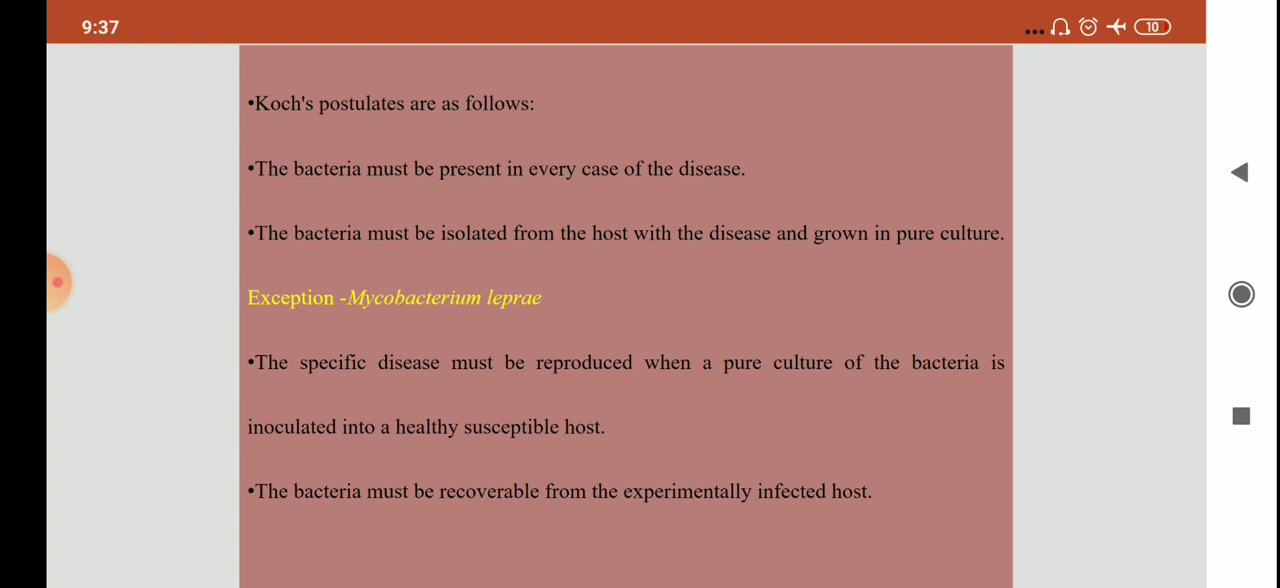 9:37
10
•Koch's postulates are as follows:
•The bacteria must be present in every case of the disease.
•The bacteria must be isolated from the host with the disease and grown in pure culture.
Exception -Mycobacterium leprae
•The specific disease must be reproduced when a pure culture of the bacteria is
inoculated into a healthy susceptible host.
•The bacteria must be recoverable from the experimentally infected host.